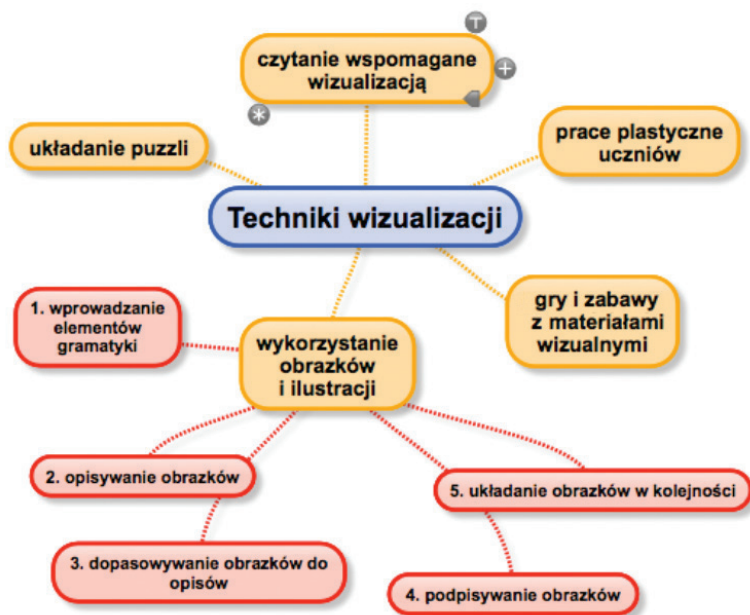 czytanie wspomagane
wizualizacją
układanie puzzli
prace plastyczne
uczniów
Techniki wizualizacji
gry i zabawy
z materiałami
wizualnymi
1. wprowadzanie
elementów
gramatyki
wykorzystanie
obrazków
i ilustracji
2. opisywanie obrazków
5. układanie obrazków w kolejności
3. dopasowywanie obrazków do
opisów
4. podpisywanie obrazków